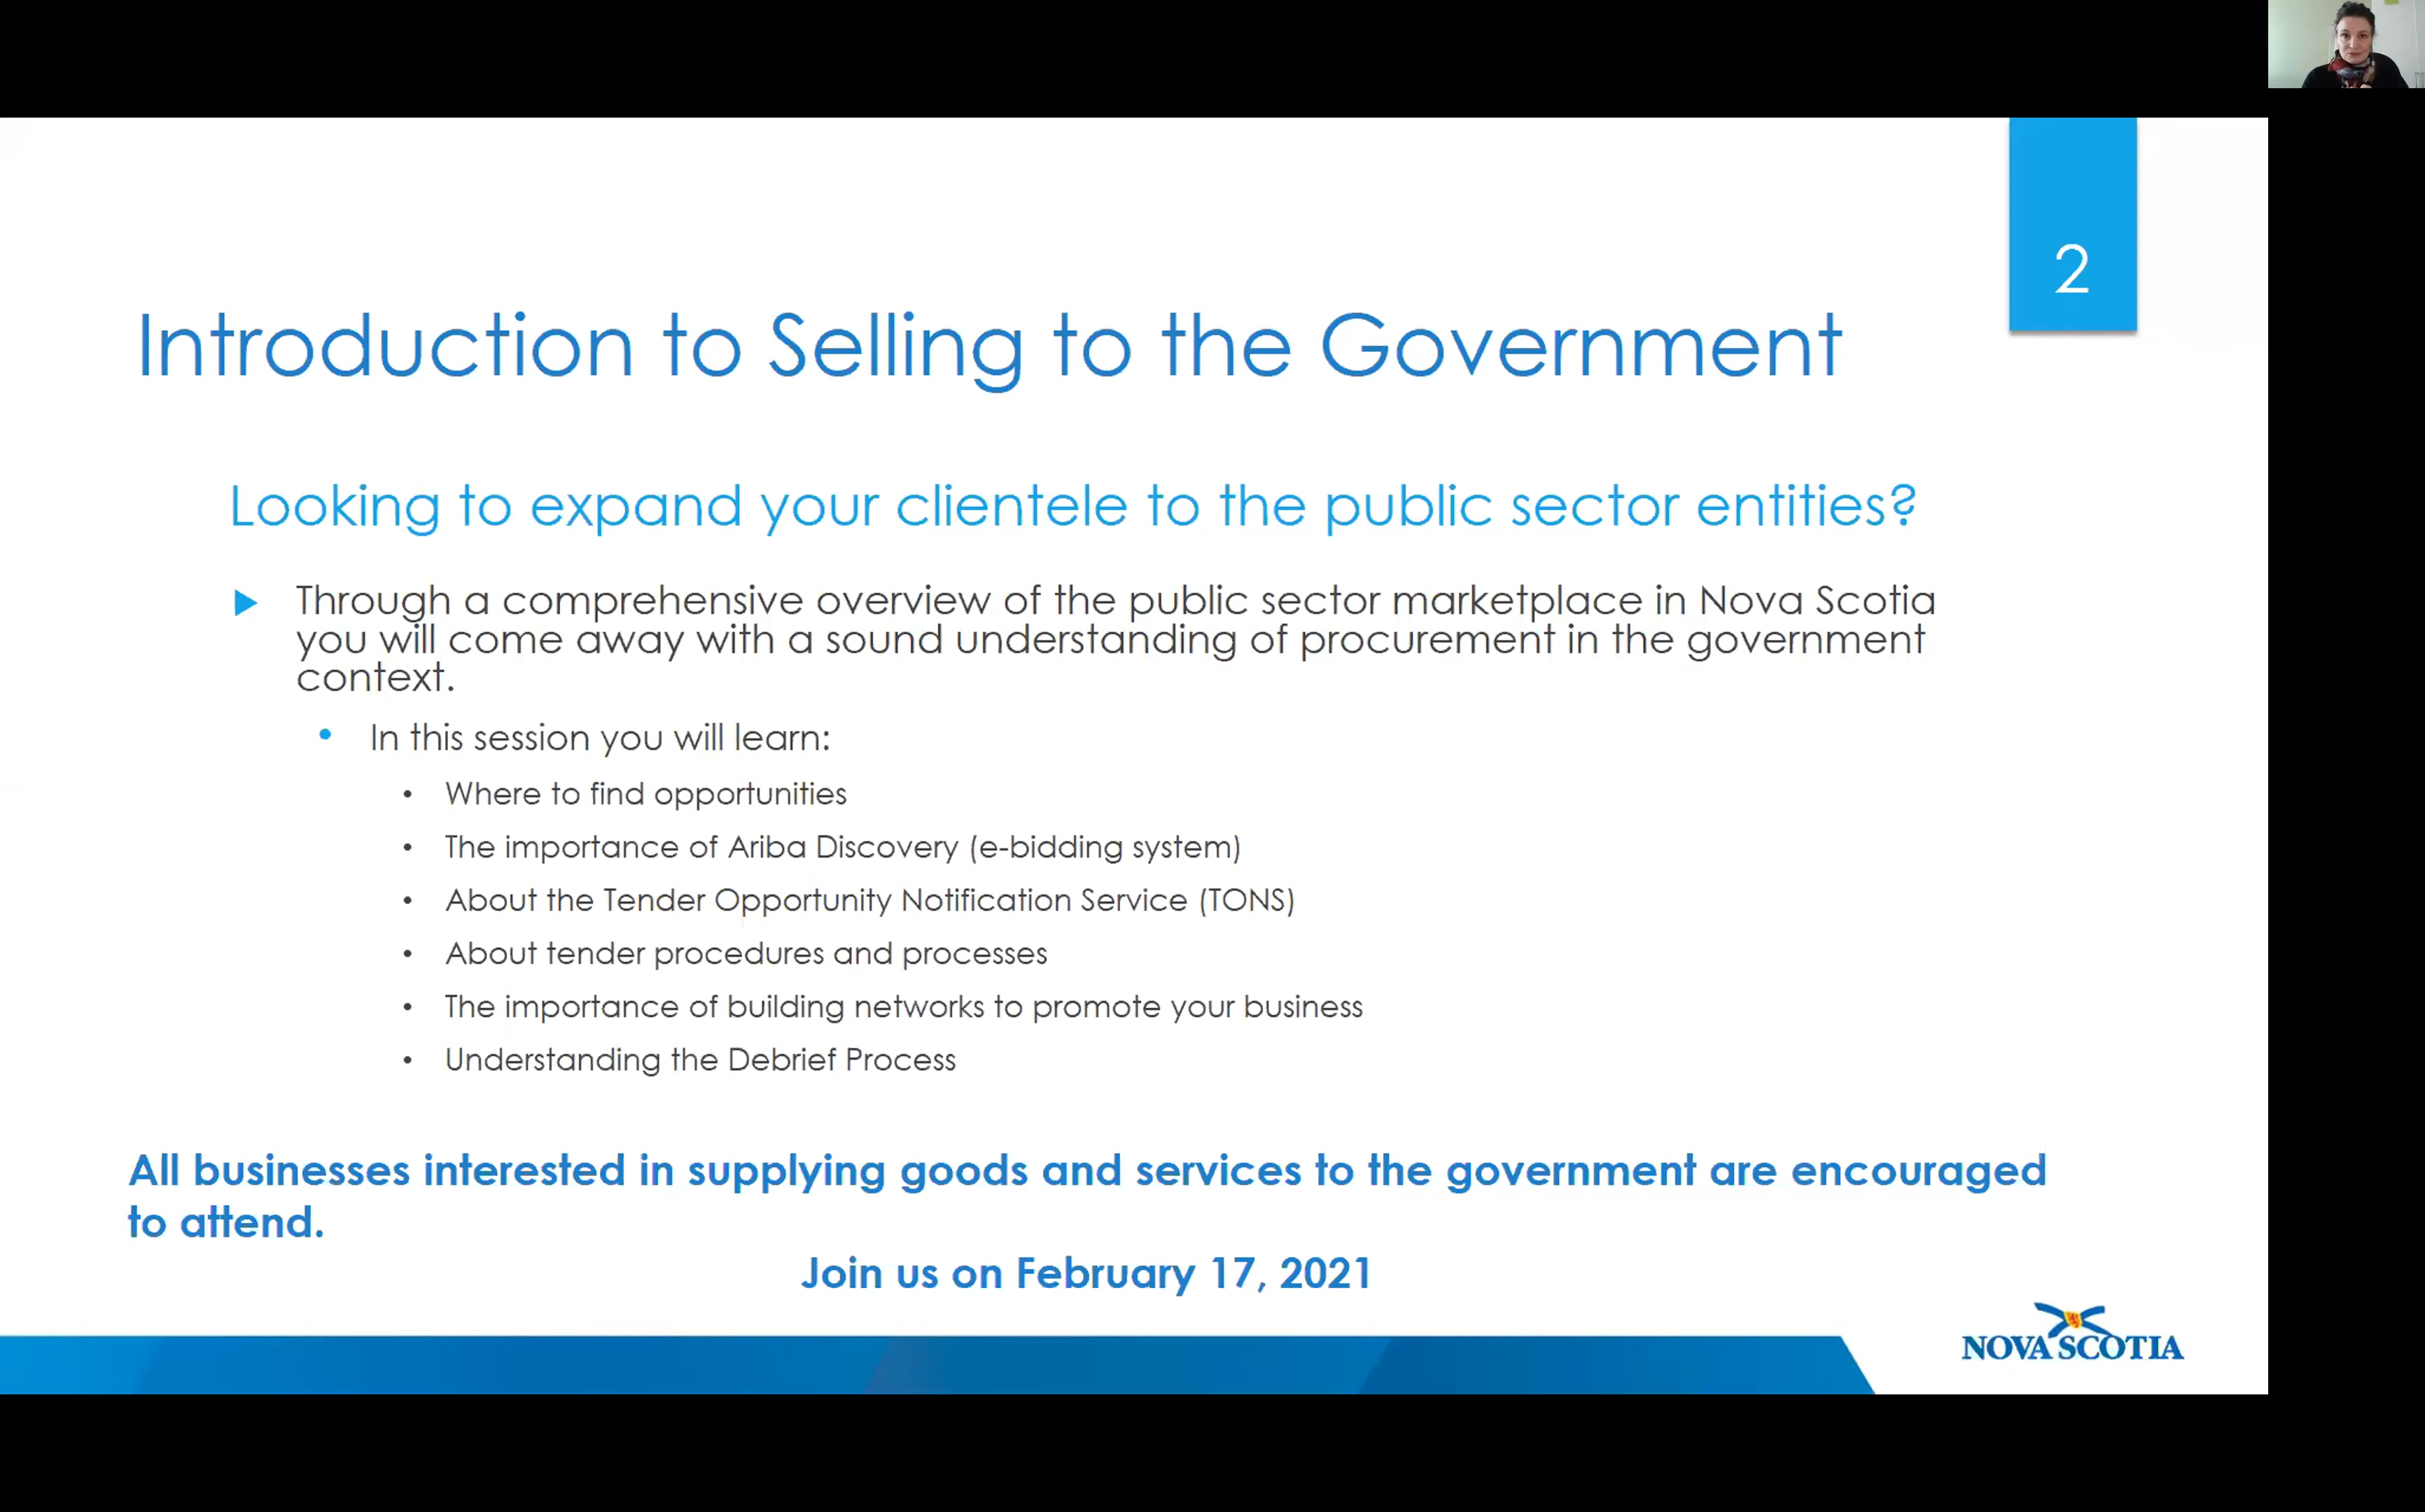 2
Introduction to Selling to the Government
Looking to expand your clientele to the public sector entities?
Through a comprehensive overview of the public sector marketplace in Nova Scotia
you will come away with a sound understanding of procurement in the government
context.
In this session you will learn:
Where to find opportunities
The importance of Ariba Discovery (e-bidding system)
About the Tender Opportunity Notification Service (TONS)
About tender procedures and processes
The importance of building networks to promote your business
Understanding the Debrief Process
All businesses interested in supplying goods and services to the government are encouraged
to attend.
Join us on February 17, 2021
NOVA SCOTIA